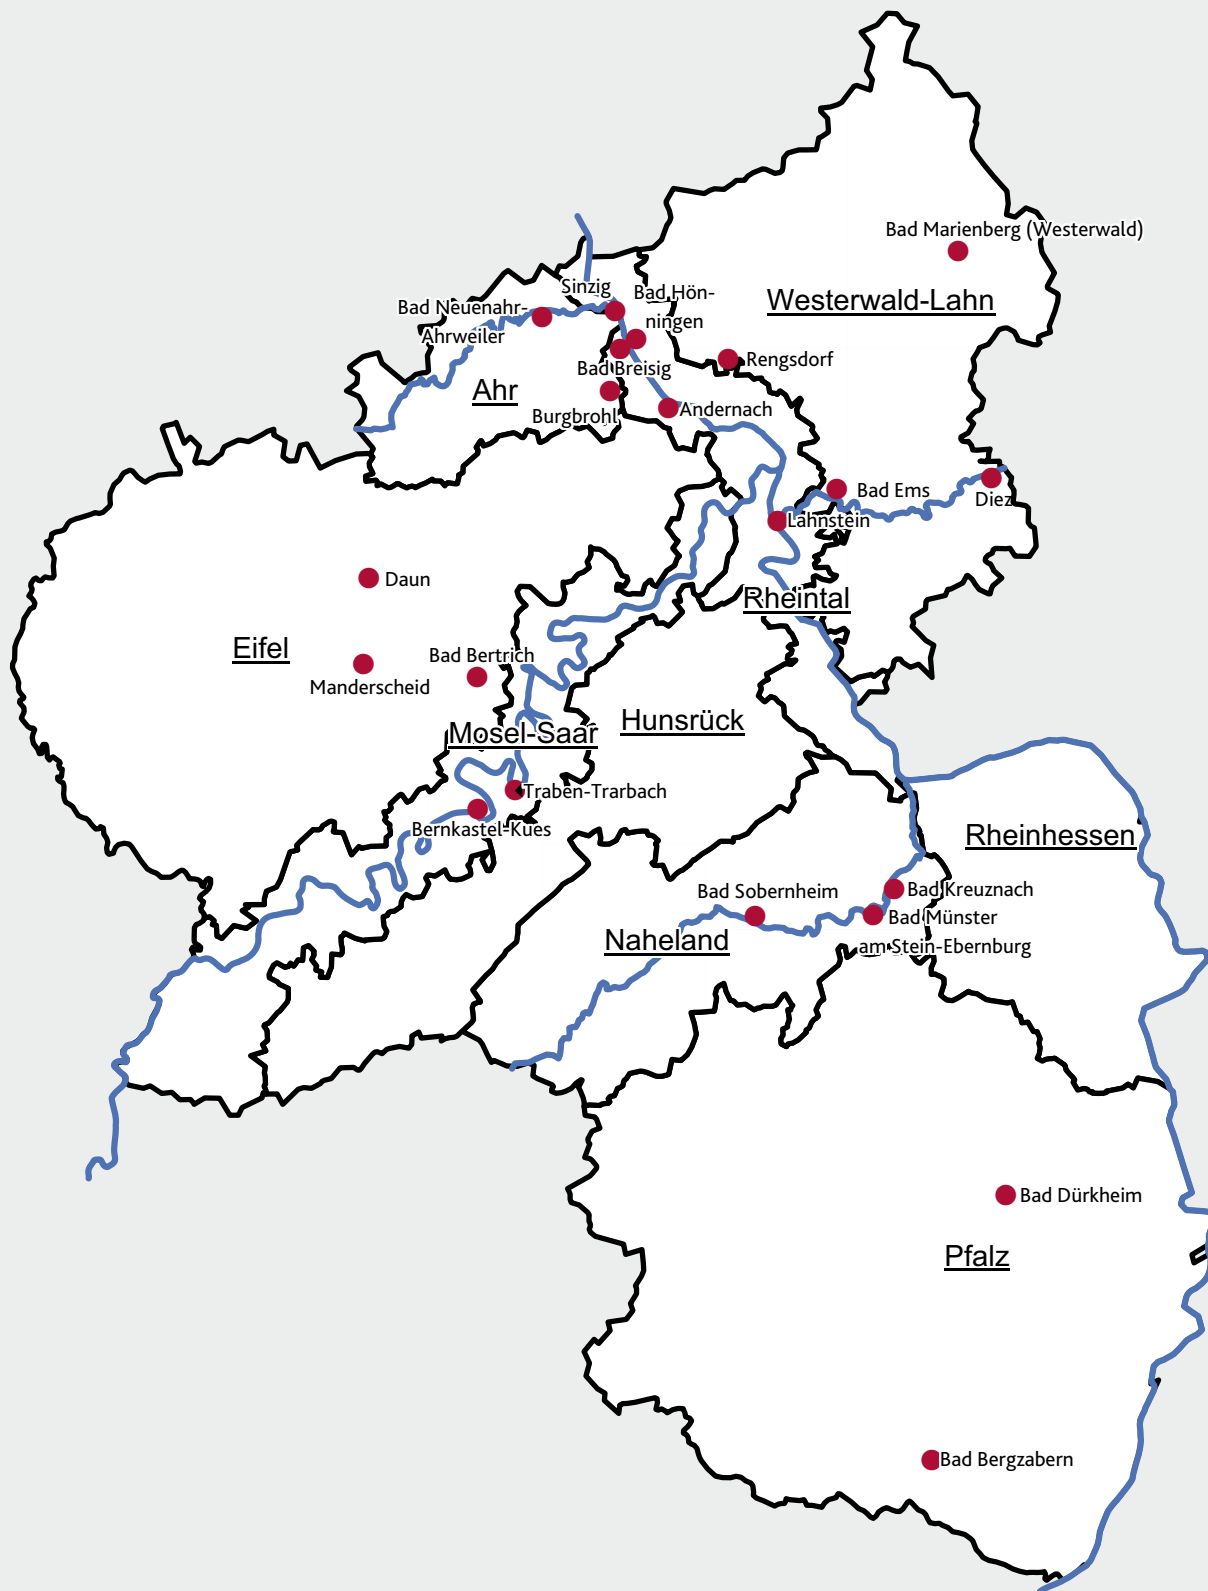 Bad Marienberg (Westerwald)
Westerwald-Lahn
Sinzig
Bad Hön-
ningen
Bad Neuenahr-
Ahrweiler
Rengsdorf
Bad Breisig
Ahr
Burgbrohl
Andernach
Bad Ems
Diez
Lahnstein
Daun
Rheintal
Eifel
Bad Bertrich
Manderscheid
Hunsrück
Mosel-Saar
Traben-Trarbach
Bernkastel-Kues
Rheinhessen
Bad Sobernheim
Bad Kreuznach
Bad Münster
am Stein-Ebernburg
Naheland
Bad Dürkheim
Pfalz
Bad Bergzabern